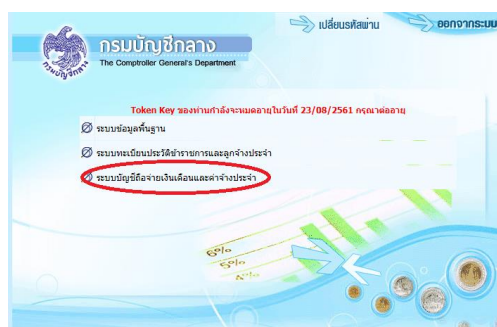 เปลี่ยนรหัสผ่าน
ออกจากระบบ
กรมบัญชีกลาง
The Comptroller General's Department
Token Key ของท่านกำลังจะหมดอายุในวันที่ 23/08/2561 กรุณาต่ออายุ
ระบบข้อมูลพื้นฐาน
ระบบทะเบียนประวัติข้าราชการและลูกจ้างประจำ
ระบบบัญชีถือจ่ายเงินเดือนและค่าจ้างประจำ
6%
5%
4%